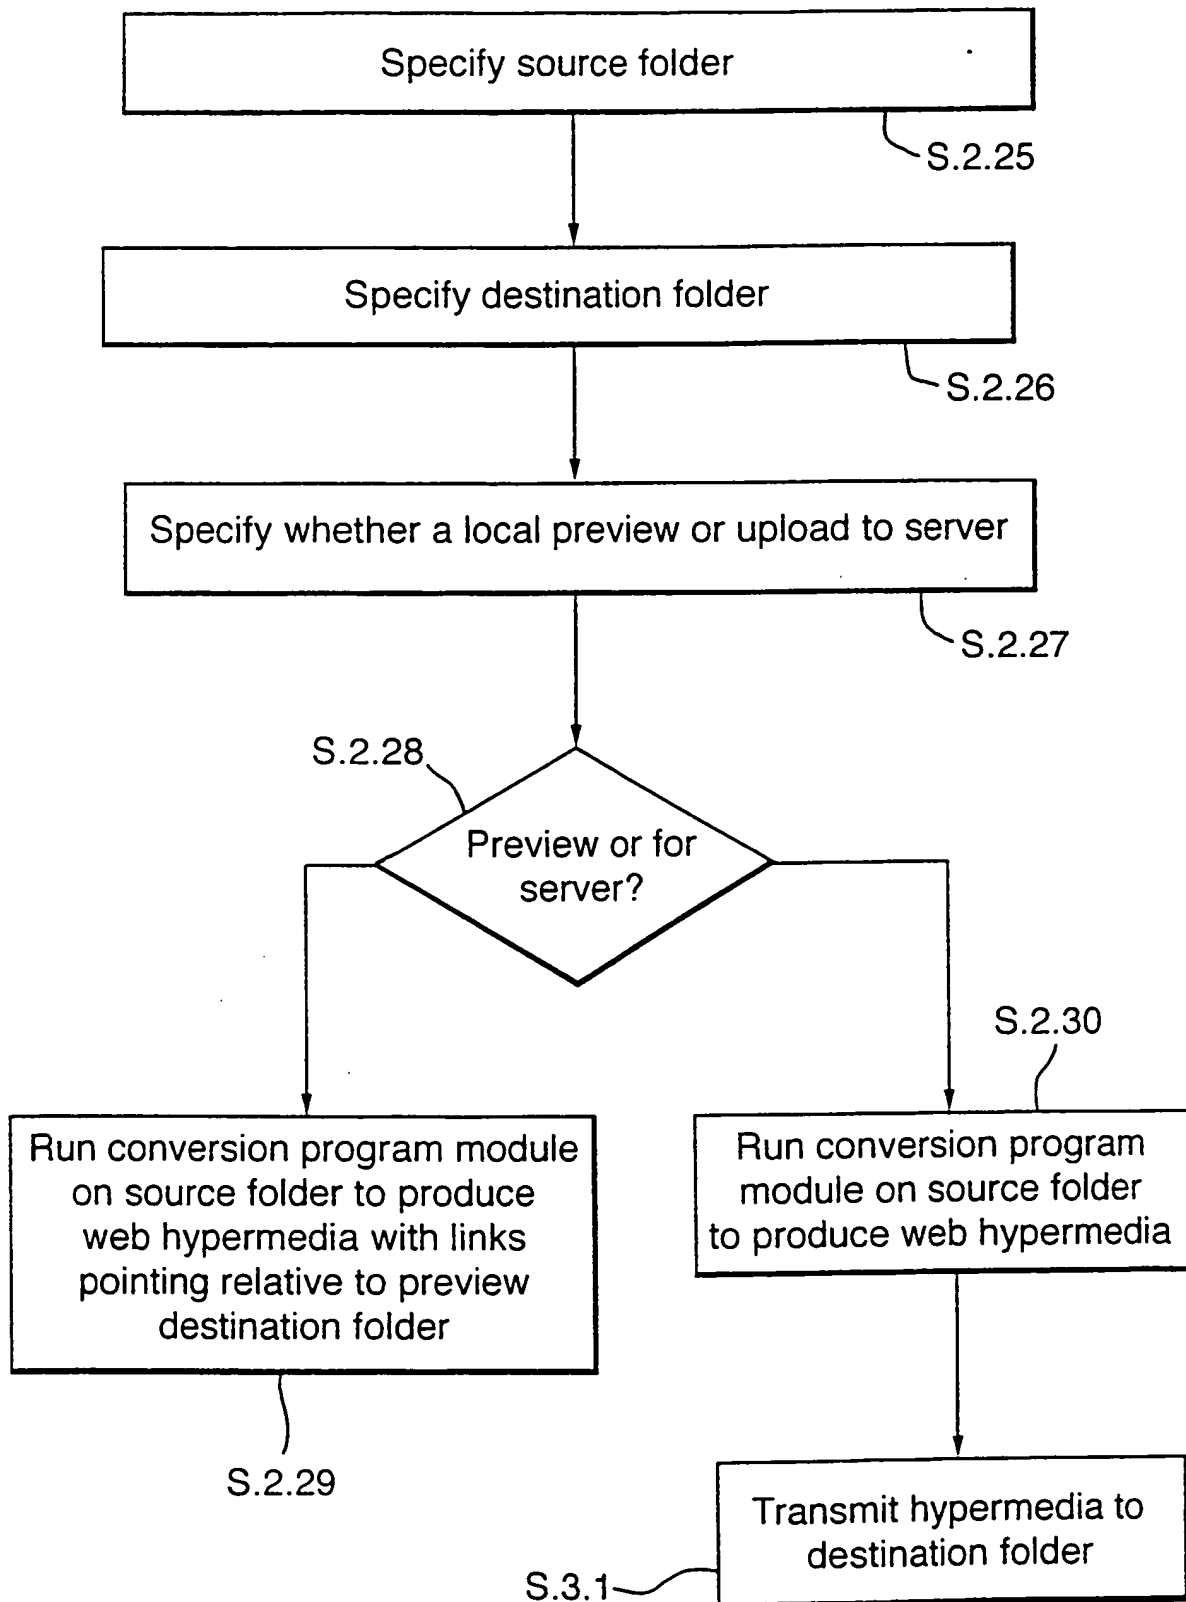 Specify source folder
S.2.25
Specify destination folder
S.2.26
Specify whether a local preview or upload to server
S.2.27
S.2.28
Preview or for
server?
Run conversion program module
on source folder to produce
web hypermedia with links
pointing relative to preview
destination folder
S.2.29
S.2.30
Run conversion program
module on source folder
to produce web hypermedia
Transmit hypermedia to
destination folder
S.3.1